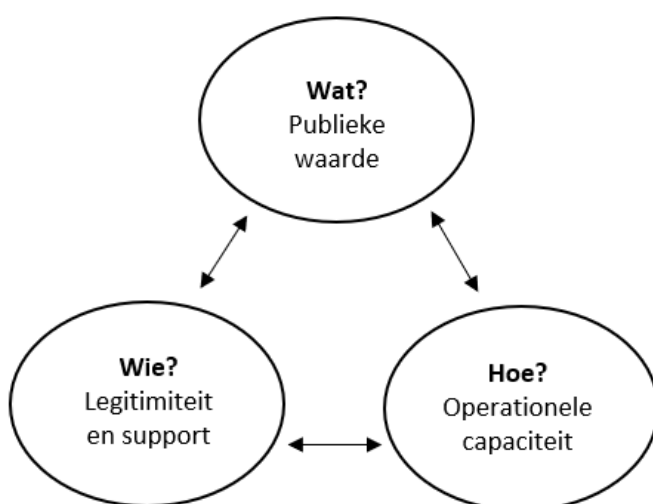 Wat?
Publieke
waarde
Wie?
Legitimiteit
en support
Hoe?
Operationele
capaciteit